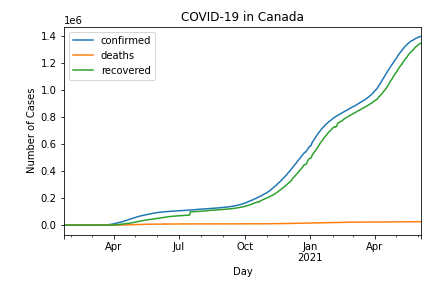 COVID-19 in Canada
1e6
confirmed
deaths
recovered
Number of Cases
1.4
1.2
1.0
0.8
0.6
0.4
0.2
0.0
Apr
Jul
Oct
Jan
2021
Apr
Day